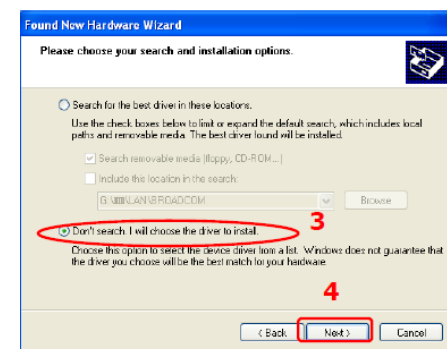 Found New Hardware Wizard
Please choose your search and installation options.
Search for the best driver in these locations.
Use the check boxes below to limit or expand the default search, which includes local
paths and removable media. The best driver found will be installed.
Search removable media (floppy, CD-ROM...)
Include this location in the search:
LAN\BROADCOM
Browse
Don't search. I will choose the driver to install.
3
Choose this option to select the device driver from a list. Windows does not guarantee that
the driver you choose will be the best match for your hardware.
4
< Back
Next >
Cancel